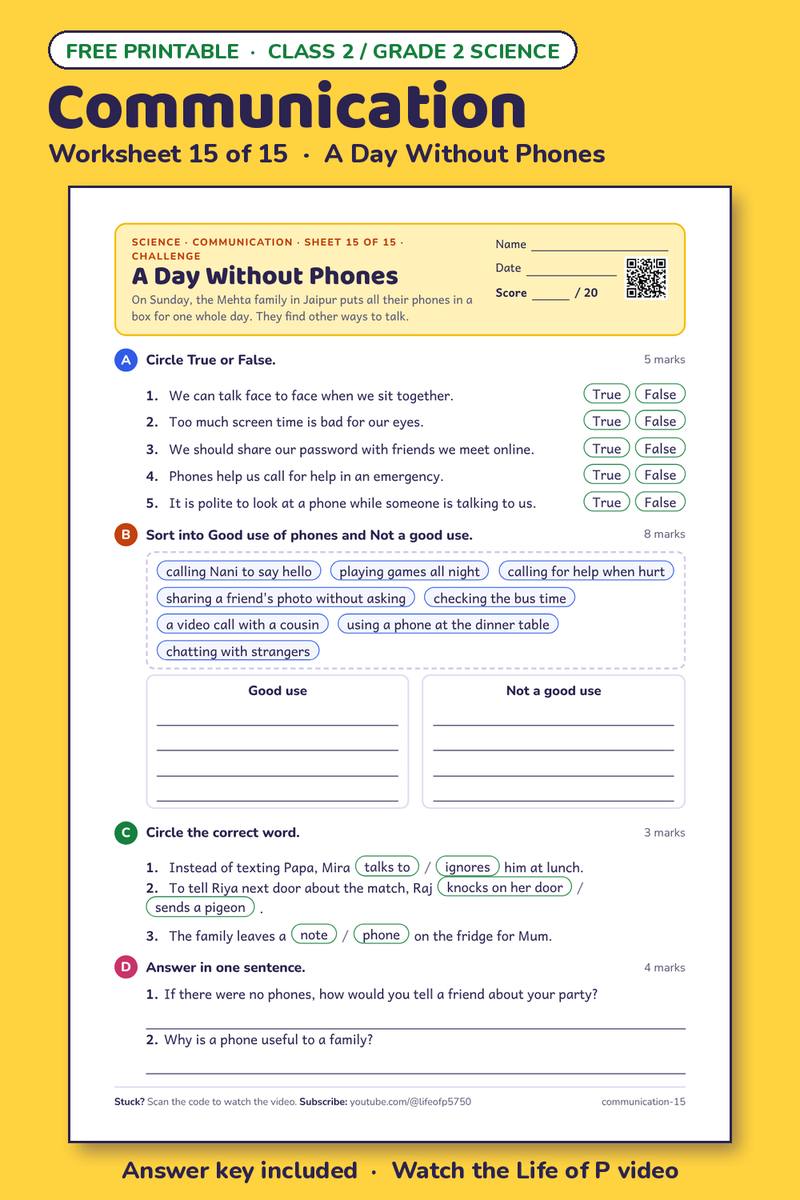 FREE PRINTABLE · CLASS 2 / GRADE 2 SCIENCE
Communication
Worksheet 15 of 15 · A Day Without Phones
SCIENCE · COMMUNICATION · SHEET 15 OF 15 ·
CHALLENGE
A Day Without Phones
On Sunday, the Mehta family in Jaipur puts all their phones in a
box for one whole day. They find other ways to talk.
Name
Date
Score / 20
A Circle True or False. 5 marks
1. We can talk face to face when we sit together. True False
2. Too much screen time is bad for our eyes. True False
3. We should share our password with friends we meet online. True False
4. Phones help us call for help in an emergency. True False
5. It is polite to look at a phone while someone is talking to us. True False
B Sort into Good use of phones and Not a good use. 8 marks
calling Nani to say hello playing games all night calling for help when hurt
sharing a friend's photo without asking checking the bus time
a video call with a cousin using a phone at the dinner table
chatting with strangers
Good use Not a good use
C Circle the correct word. 3 marks
1. Instead of texting Papa, Mira talks to / ignores him at lunch.
2. To tell Riya next door about the match, Raj knocks on her door /
sends a pigeon .
3. The family leaves a note / phone on the fridge for Mum.
D Answer in one sentence. 4 marks
1. If there were no phones, how would you tell a friend about your party?
2. Why is a phone useful to a family?
Stuck? Scan the code to watch the video. Subscribe: youtube.com/@lifeofp5750 communication-15
Answer key included · Watch the Life of P video